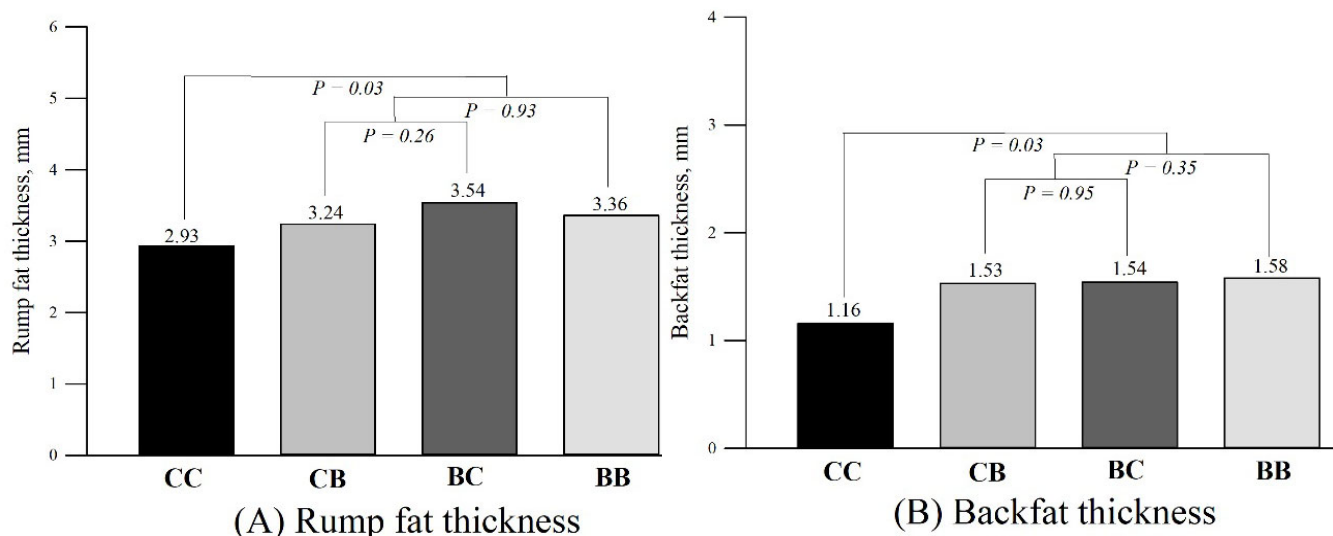 Rump fat thickness, mm
6
5
4
3
2
1
0
P = 0.03
P = 0.93
P = 0.26
2.93
3.24
3.54
3.36
CC
CB
BC
BB
(A) Rump fat thickness
Backfat thickness, mm
4
3
2
1
0
P = 0.03
P = 0.35
P = 0.95
1.16
1.53
1.54
1.58
CC
CB
BC
BB
(B) Backfat thickness